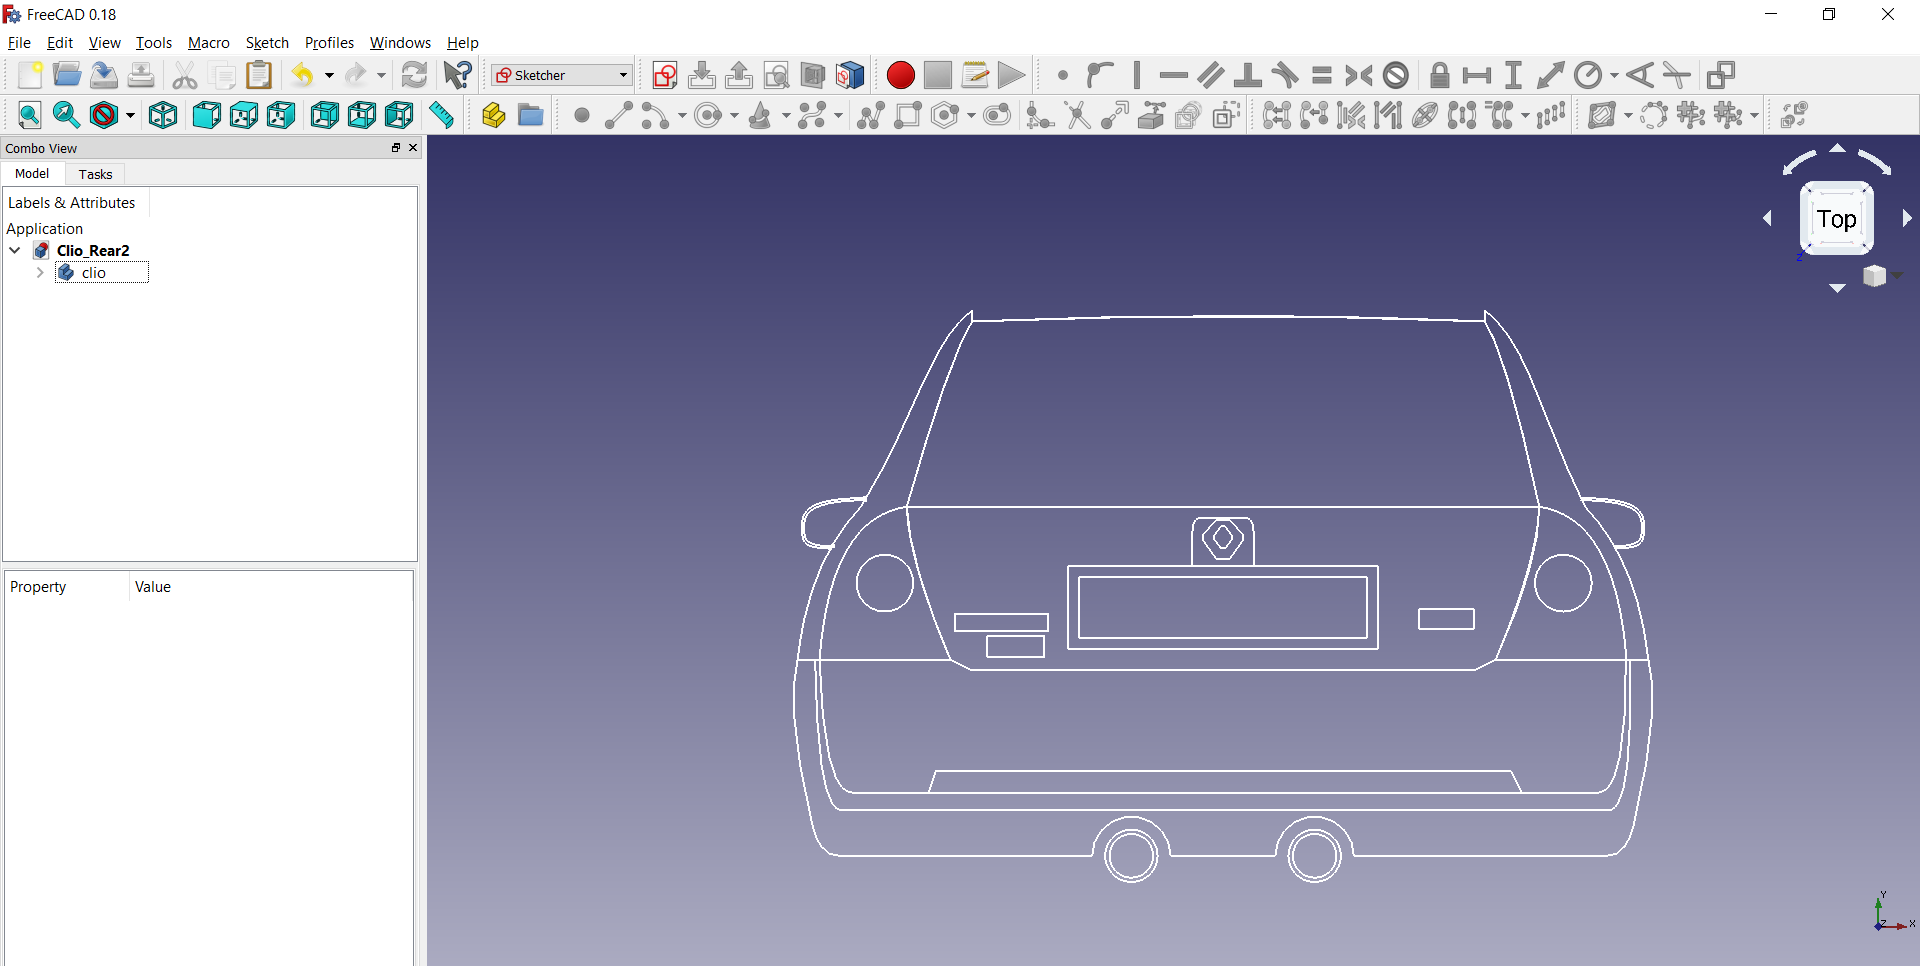 FreeCAD 0.18
File Edit View Tools Macro Sketch Profiles Windows Help
Sketcher
Combo View
Model Tasks
Labels & Attributes
Application
Clio_Rear2
clio
Property Value
Top
Z
Y
Z X